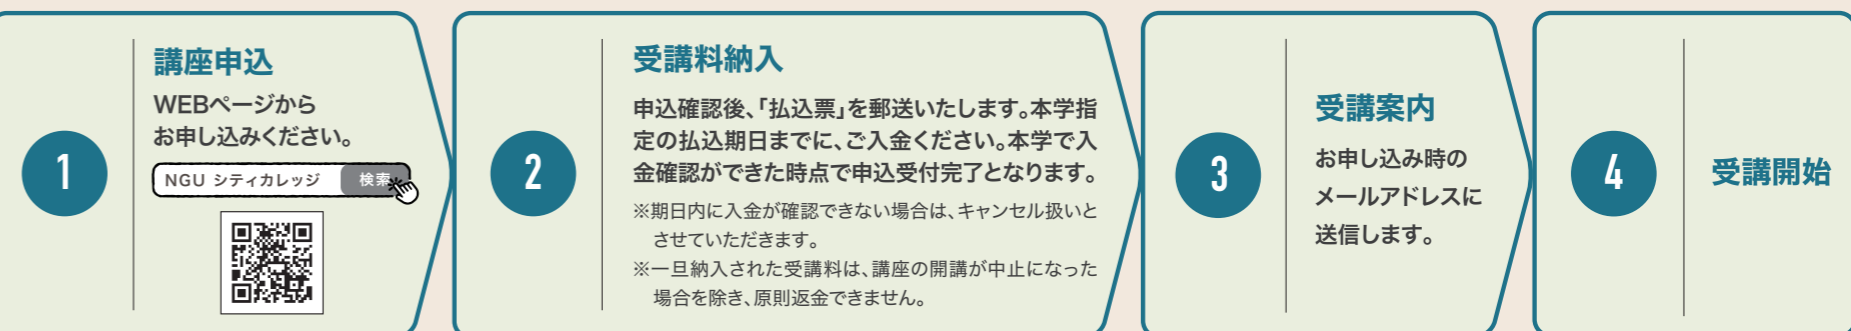 1
講座申込
WEBページから
お申し込みください。
NGU シティカレッジ 検索
2
受講料納入
申込確認後、「払込票」を郵送いたします。本学指
定の払込期日までに、ご入金ください。本学で入
金確認ができた時点で申込受付完了となります。
※期日内に入金が確認できない場合は、キャンセル扱いと
させていただきます。
※一旦納入された受講料は、講座の開講が中止になった
場合を除き、原則返金できません。
3
受講案内
お申し込み時の
メールアドレスに
送信します。
4
受講開始